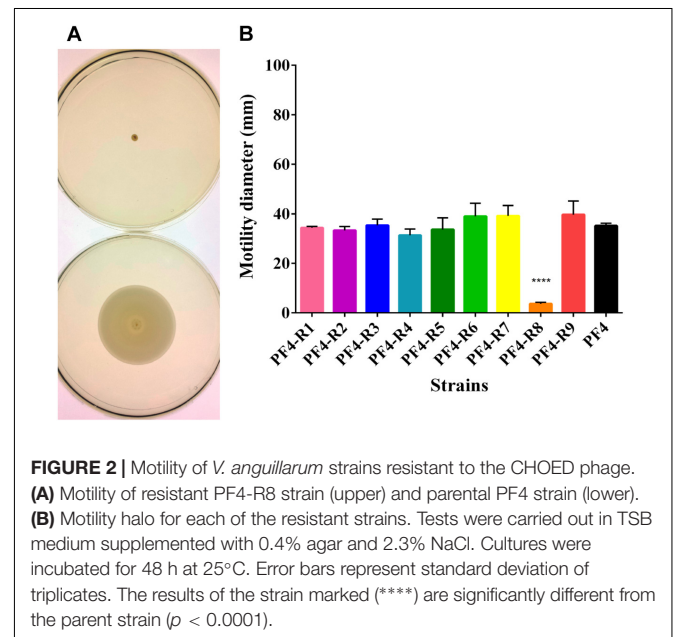 A
B
100
80
60
40
20
0
Motility diameter (mm)
****
PF4-R1
PF4-R2
PF4-R3
PF4-R4
PF4-R5
PF4-R6
PF4-R7
PF4-R8
PF4-R9
PF4
Strains
FIGURE 2 | Motility of V. anguillarum strains resistant to the CHOED phage.
(A) Motility of resistant PF4-R8 strain (upper) and parental PF4 strain (lower).
(B) Motility halo for each of the resistant strains. Tests were carried out in TSB
medium supplemented with 0.4% agar and 2.3% NaCl. Cultures were
incubated for 48 h at 25°C. Error bars represent standard deviation of
triplicates. The results of the strain marked (****) are significantly different from
the parent strain (p < 0.0001).